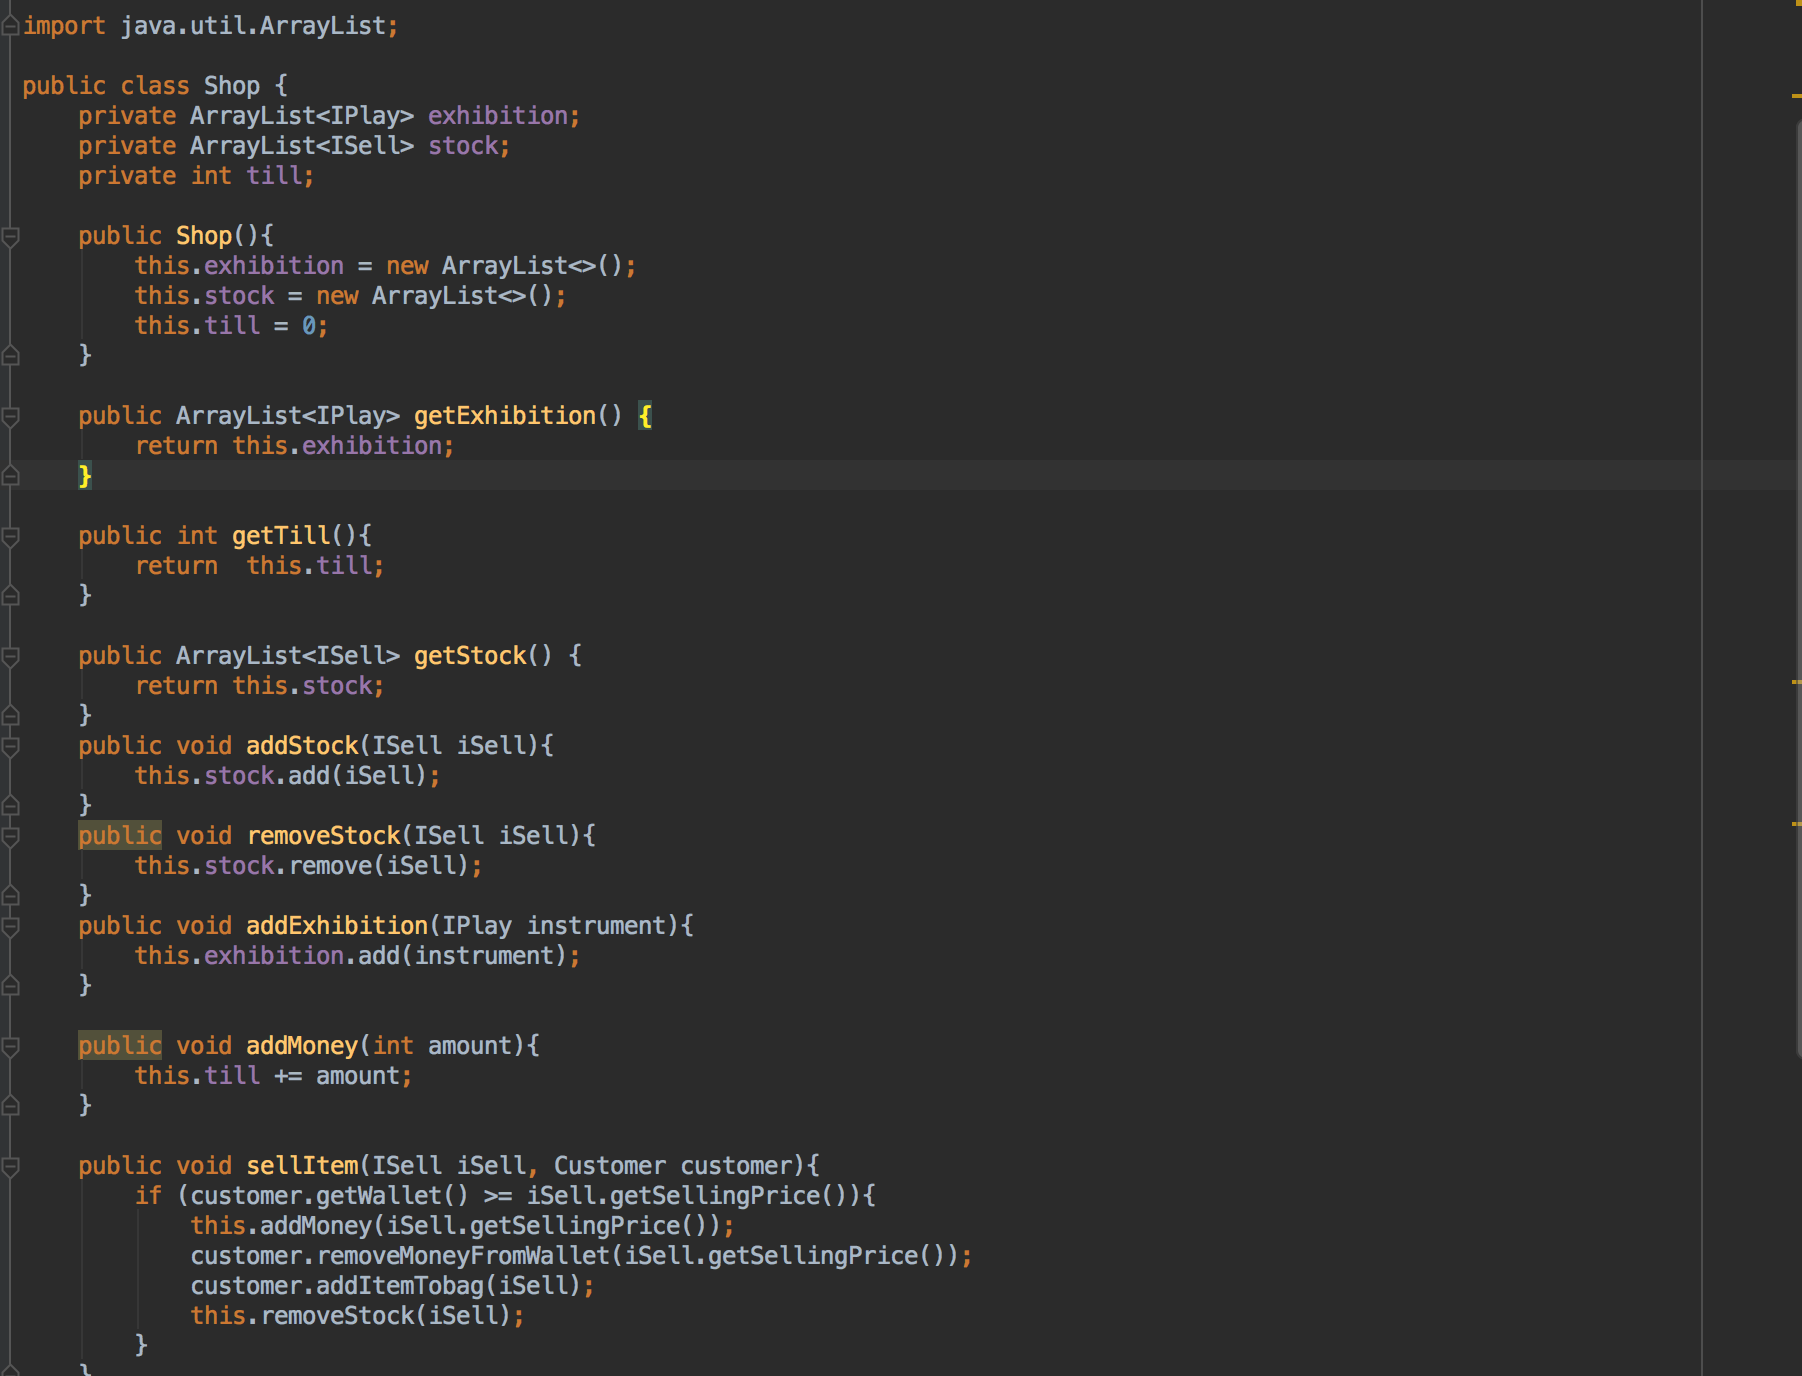 import java.util.ArrayList;
public class Shop {
private ArrayList<IPlay> exhibition;
private ArrayList<ISell> stock;
private int till;
public Shop(){
this.exhibition = new ArrayList<>();
this.stock = new ArrayList<>();
this.till = 0;
}
public ArrayList<IPlay> getExhibition() {
return this.exhibition;
}
public int getTill(){
return  this.till;
}
public ArrayList<ISell> getStock() {
return this.stock;
}
public void addStock(ISell iSell){
this.stock.add(iSell);
}
public void removeStock(ISell iSell){
this.stock.remove(iSell);
}
public void addExhibition(IPlay instrument){
this.exhibition.add(instrument);
}
public void addMoney(int amount){
this.till += amount;
}
public void sellItem(ISell iSell, Customer customer){
if (customer.getWallet() >= iSell.getSellingPrice()){
this.addMoney(iSell.getSellingPrice());
customer.removeMoneyFromWallet(iSell.getSellingPrice());
customer.addItemTobag(iSell);
this.removeStock(iSell);
}
}